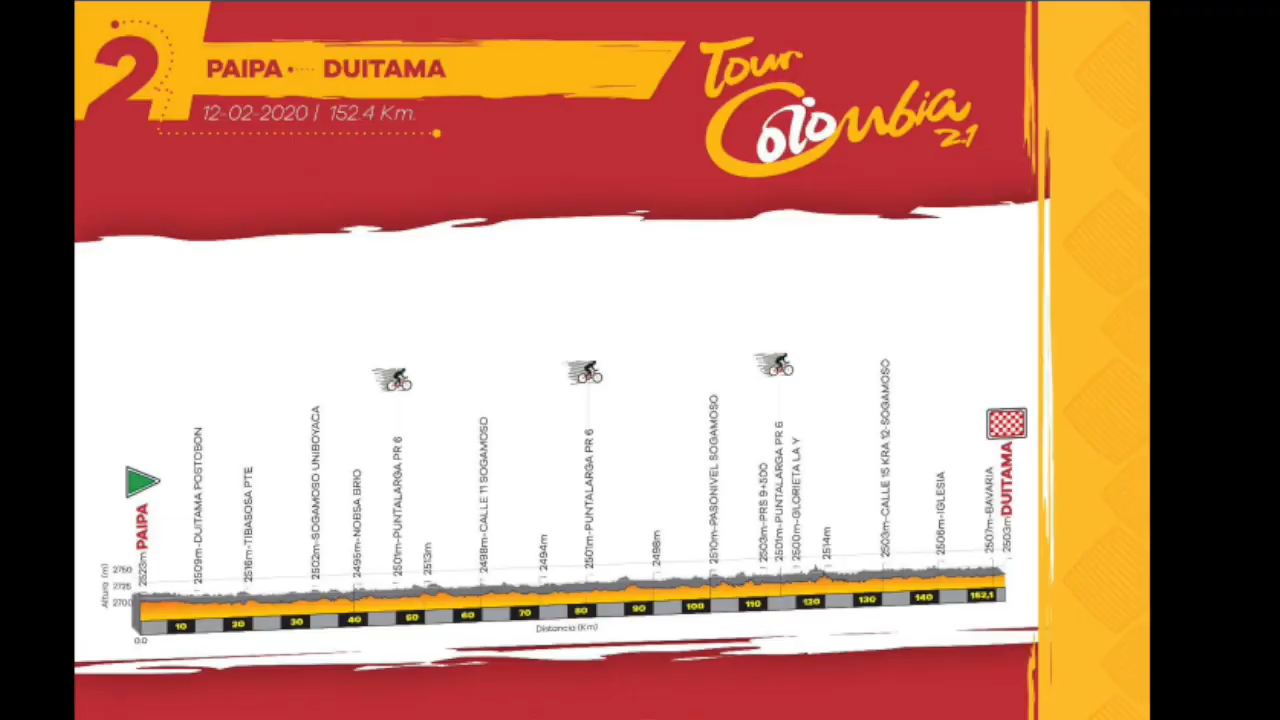 2
PAIPA DUITAMA
12-02-2020 | 152.4 Km.
Tour
Colombia
2.1
PAIPA
2523m
2509m-DUITAMA POSTOBON
2516m-TIBASOSA PTE
2502m-SOGAMOSO UNIBOYACA
2495m-NOBSA BRIO
2501m-PUNTALARGA PR 6
2513m
2498m-CALLE 11 SOGAMOSO
2494m
2501m-PUNTALARGA PR 6
2498m
2510m-PASONIVEL SOGAMOSO
2503m-PRS 9+500
2501m-PUNTALARGA PR 6
2500m-GLORIETA LA Y
2514m
2503m-CALLE 15 KRA 12-SOGAMOSO
2506m-IGLESIA
2507m-BAVARIA
2503m
DUITAMA
Altura (m)
2750
2725
2700
0.0
10 20 30 40 50 60 70 80 90 100 110 120 130 140 152,1
Distancia (Km)